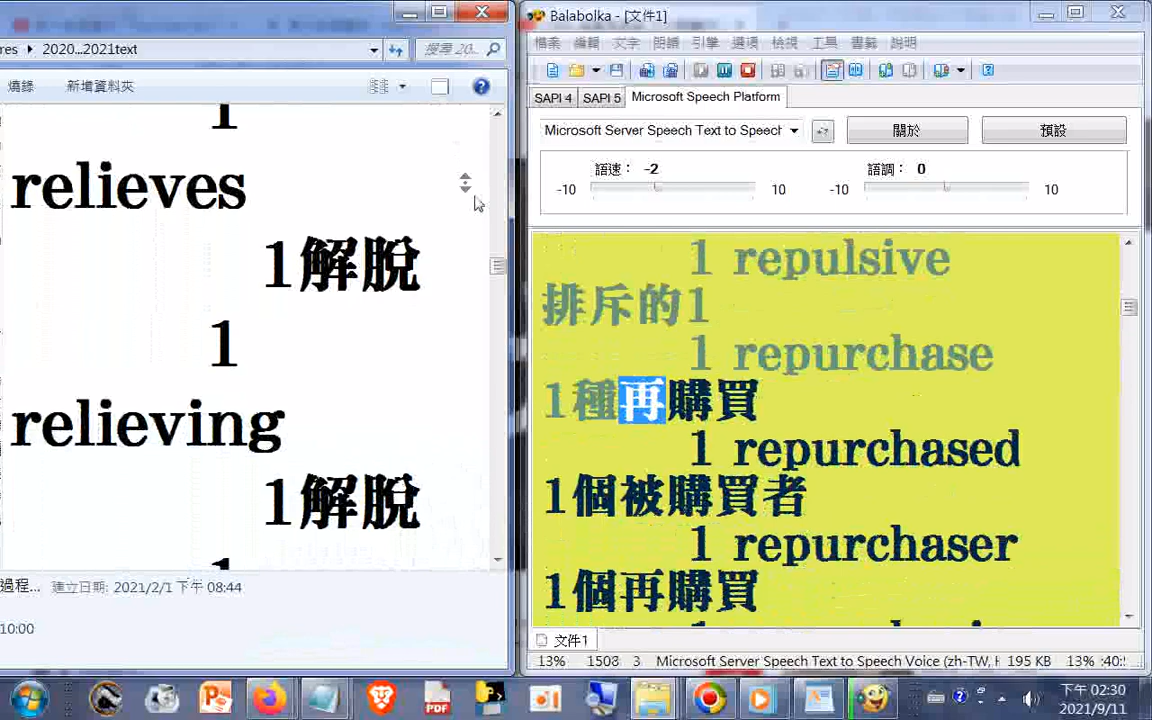 res ▸ 2020...2021text
搜尋 20...
燒錄 新增資料夾
1
relieves
1解脫
1
relieving
1解脫
1
過程... 建立日期: 2021/2/1 下午 08:44
10:00
Balabolka - [文件1]
檔案 編輯 文字 朗讀 引擎 選項 檢視 工具 書籤 說明
SAPI 4 SAPI 5 Microsoft Speech Platform
Microsoft Server Speech Text to Speech
關於 預設
語速： -2 語調： 0
-10 10 -10 10
1 repulsive
排斥的1
1 repurchase
1種再購買
1 repurchased
1個被購買者
1 repurchaser
1個再購買
文件1
13% 1508 3 Microsoft Server Speech Text to Speech Voice (zh-TW, 195 KB 13%
PDF
下午 02:30
2021/9/11